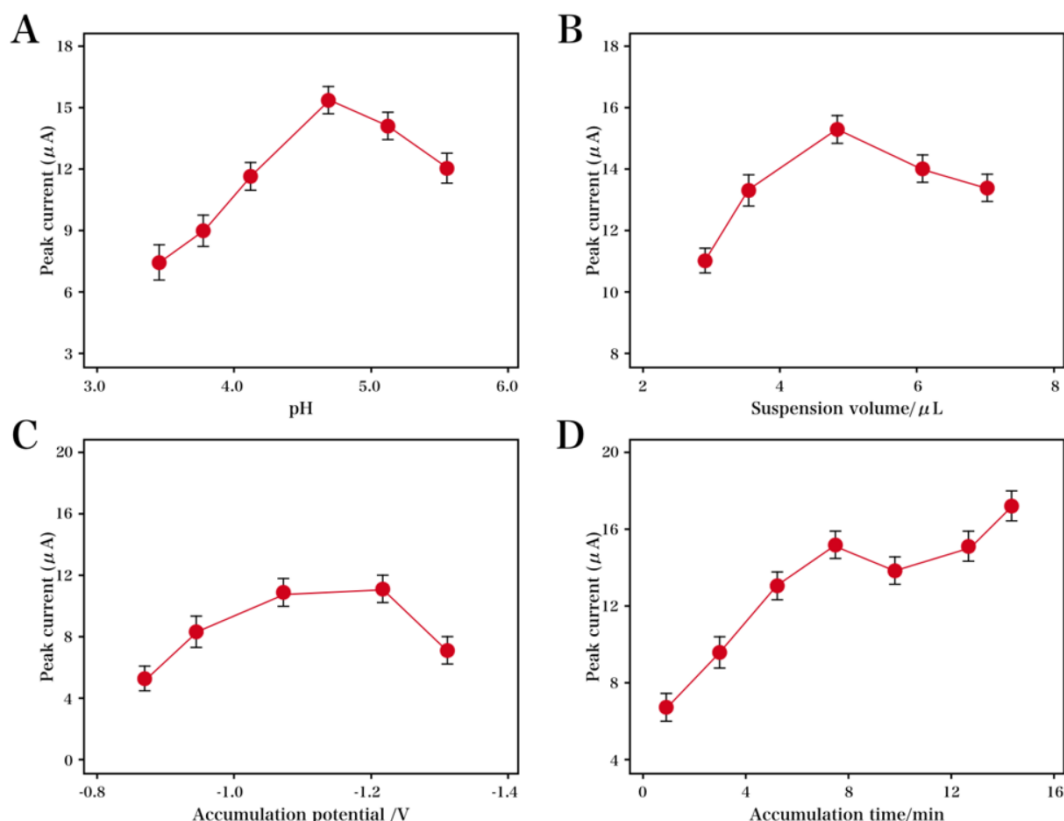 A
Peak current (μA)
18
15
12
9
6
3
3.0 4.0 5.0 6.0
pH
B
Peak current (μA)
18
16
14
12
10
8
2 4 6 8
Suspension volume/μL
C
Peak current (μA)
20
16
12
8
4
0
-0.8 -1.0 -1.2 -1.4
Accumulation potential /V
D
Peak current (μA)
20
16
12
8
4
0 4 8 12 16
Accumulation time/min